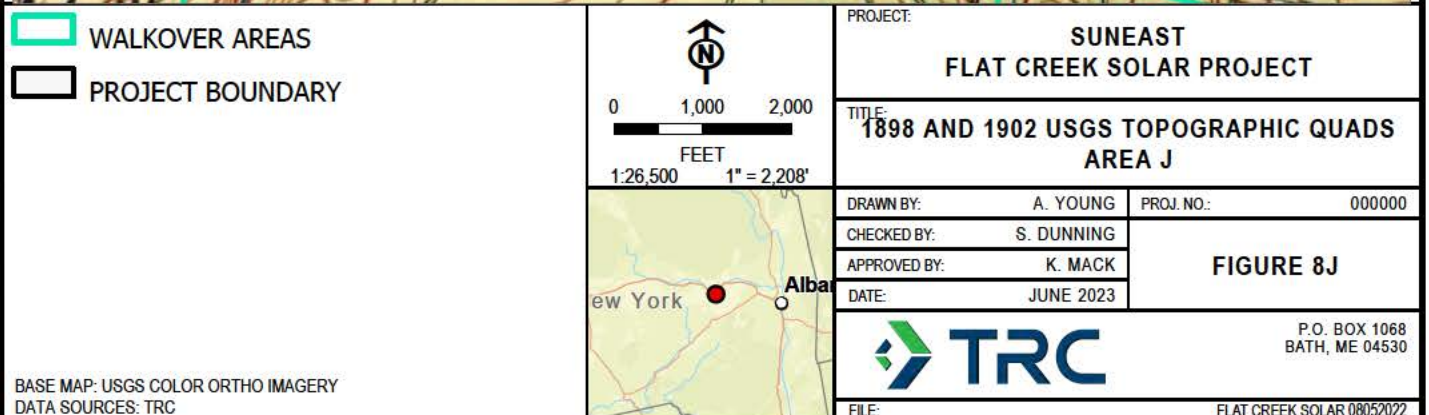 WALKOVER AREAS
PROJECT BOUNDARY
BASE MAP: USGS COLOR ORTHO IMAGERY
DATA SOURCES: TRC
N
0 1,000 2,000
FEET
1:26,500 1" = 2,208'
ew York
Alba
PROJECT:
SUNEAST
FLAT CREEK SOLAR PROJECT
TITLE:
1898 AND 1902 USGS TOPOGRAPHIC QUADS
AREA J
DRAWN BY: A. YOUNG
PROJ. NO.: 000000
CHECKED BY: S. DUNNING
APPROVED BY: K. MACK
DATE: JUNE 2023
FIGURE 8J
TRC
P.O. BOX 1068
BATH, ME 04530
FILE: FLAT CREEK SOLAR 08052022